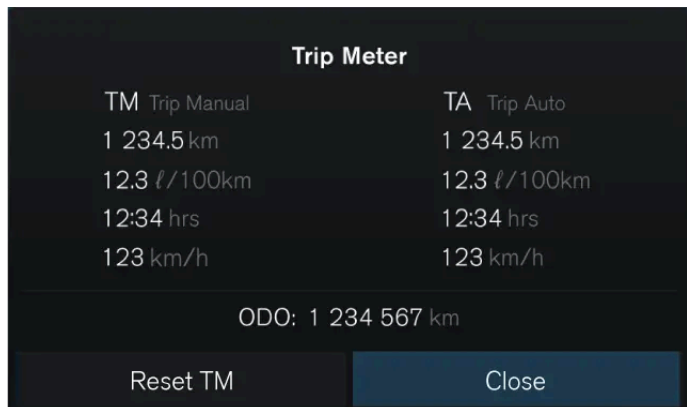 Trip Meter
TM Trip Manual TA Trip Auto
1 234.5 km 1 234.5 km
12.3 ℓ/100km 12.3 ℓ/100km
12:34 hrs 12:34 hrs
123 km/h 123 km/h
ODO: 1 234 567 km
Reset TM Close